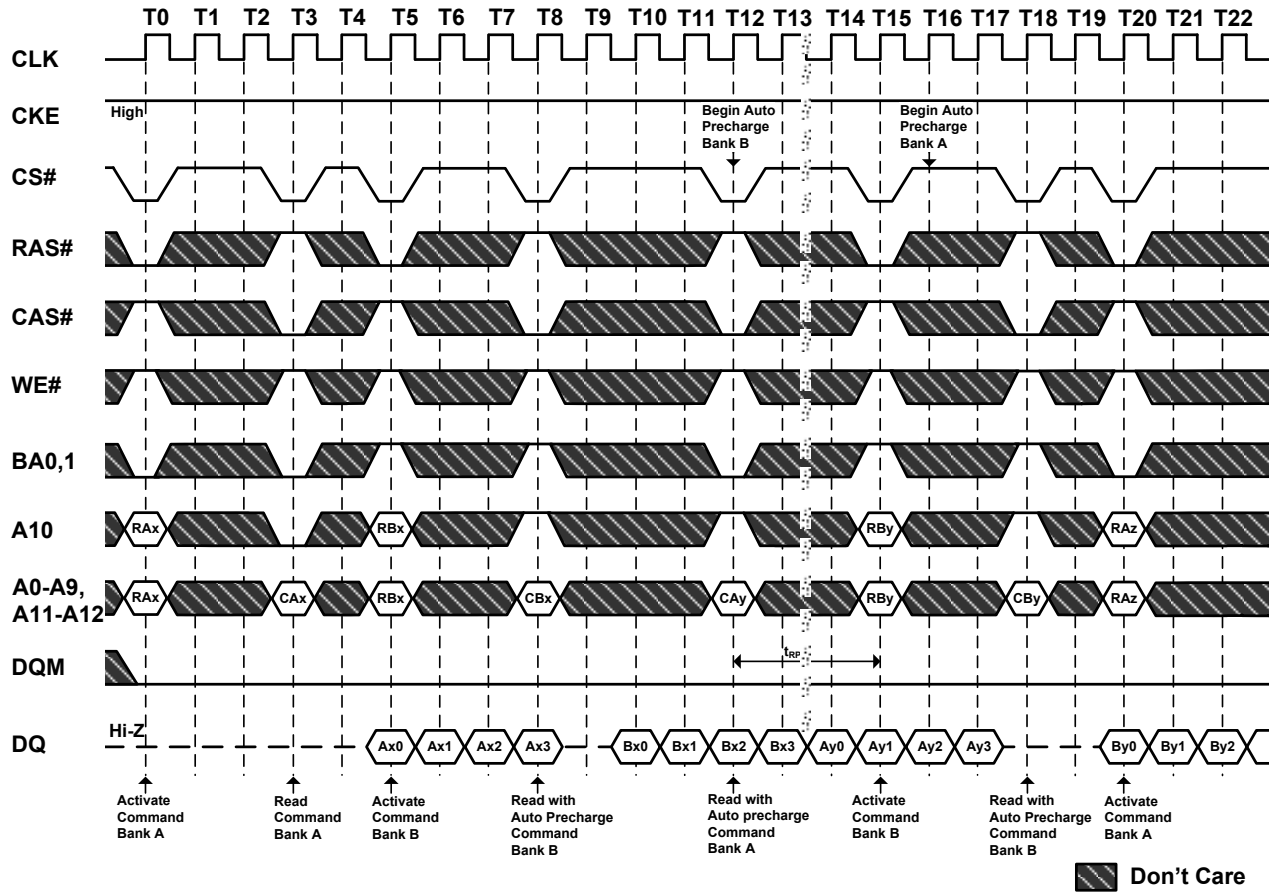 T0 T1 T2 T3 T4 T5 T6 T7 T8 T9 T10 T11 T12 T13 T14 T15 T16 T17 T18 T19 T20 T21 T22
CLK
CKE
High
Begin Auto
Precharge
Bank B
Begin Auto
Precharge
Bank A
CS#
RAS#
CAS#
WE#
BA0,1
A10
RAx RBx RBy RAz
A0-A9,
A11-A12
RAx CAx RBx CBx CAy RBy CBy RAz
DQM
tRP
DQ
Hi-Z
Ax0 Ax1 Ax2 Ax3 Bx0 Bx1 Bx2 Bx3 Ay0 Ay1 Ay2 Ay3 By0 By1 By2
Activate
Command
Bank A
Read
Command
Bank A
Activate
Command
Bank B
Read with
Auto Precharge
Command
Bank B
Read with
Auto precharge
Command
Bank A
Activate
Command
Bank B
Read with
Auto Precharge
Command
Bank B
Activate
Command
Bank A
Don't Care